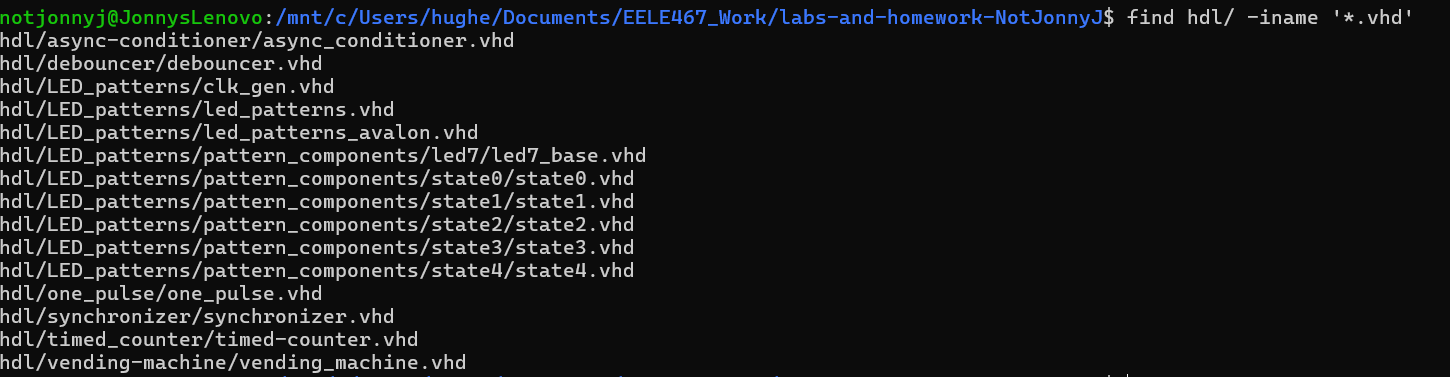 notjonnyj@JonnysLenovo:/mnt/c/Users/hughe/Documents/EELE467_Work/labs-and-homework-NotJonnyJ$ find hdl/ -iname '*.vhd'
hdl/async-conditioner/async_conditioner.vhd
hdl/debouncer/debouncer.vhd
hdl/LED_patterns/clk_gen.vhd
hdl/LED_patterns/led_patterns.vhd
hdl/LED_patterns/led_patterns_avalon.vhd
hdl/LED_patterns/pattern_components/led7/led7_base.vhd
hdl/LED_patterns/pattern_components/state0/state0.vhd
hdl/LED_patterns/pattern_components/state1/state1.vhd
hdl/LED_patterns/pattern_components/state2/state2.vhd
hdl/LED_patterns/pattern_components/state3/state3.vhd
hdl/LED_patterns/pattern_components/state4/state4.vhd
hdl/one_pulse/one_pulse.vhd
hdl/synchronizer/synchronizer.vhd
hdl/timed_counter/timed-counter.vhd
hdl/vending-machine/vending_machine.vhd